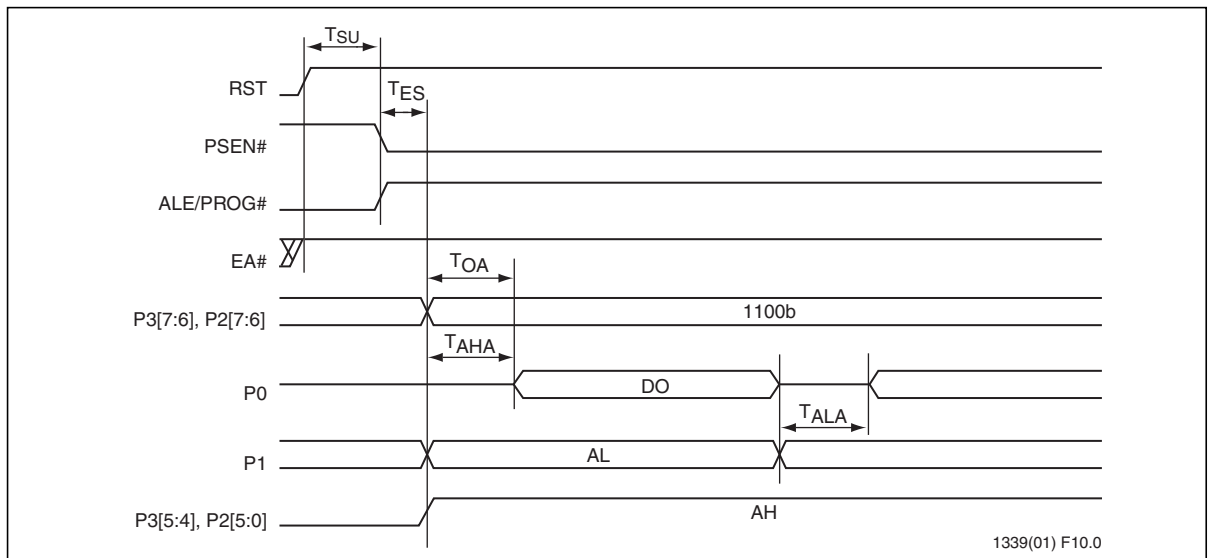 TSU
RST
TES
PSEN#
ALE/PROG#
EA#
TOA
P3[7:6], P2[7:6]
1100b
TAHA
P0
DO
TALA
P1
AL
P3[5:4], P2[5:0]
AH
1339(01) F10.0